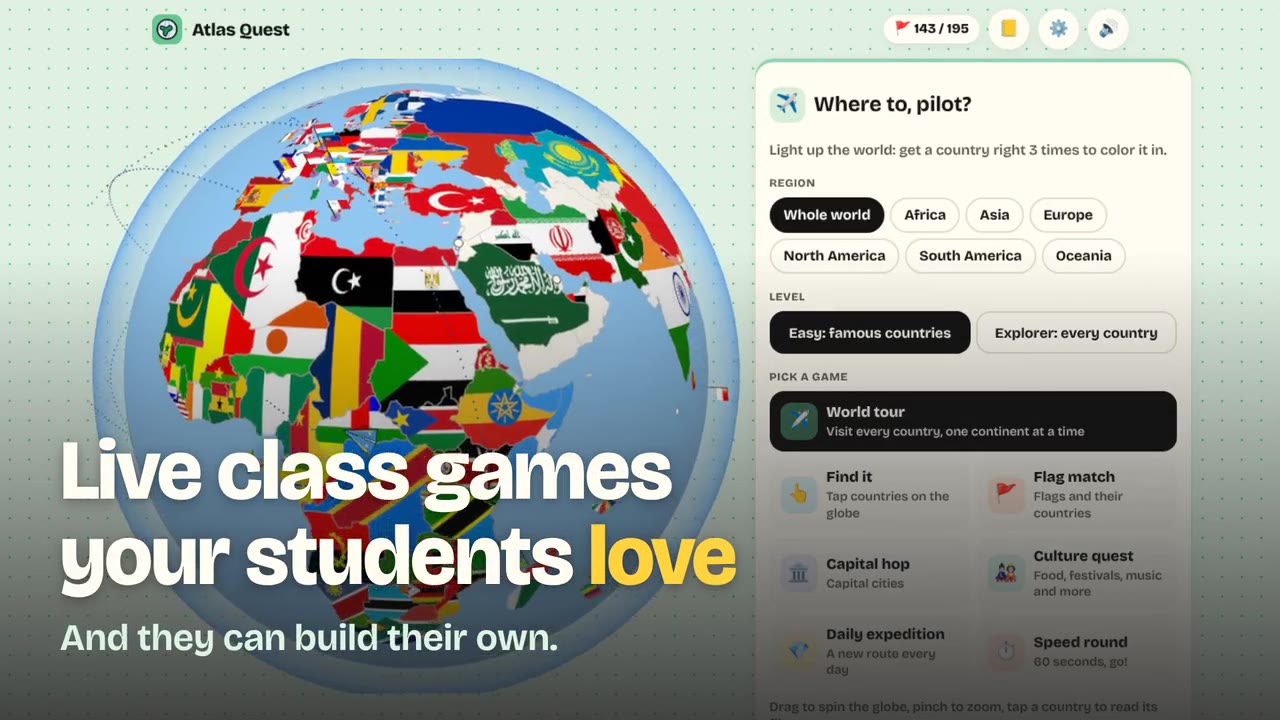 Atlas Quest
143 / 195
Where to, pilot?
Light up the world: get a country right 3 times to color it in.
REGION
Whole world
Africa
Asia
Europe
North America
South America
Oceania
LEVEL
Easy: famous countries
Explorer: every country
PICK A GAME
World tour
Visit every country, one continent at a time
Find it
Tap countries on the
globe
Flag match
Flags and their
countries
Capital hop
Capital cities
Culture quest
Food, festivals, music
and more
Daily expedition
A new route every
day
Speed round
60 seconds, go!
Drag to spin the globe, pinch to zoom, tap a country to read its
Live class games
your students love
And they can build their own.